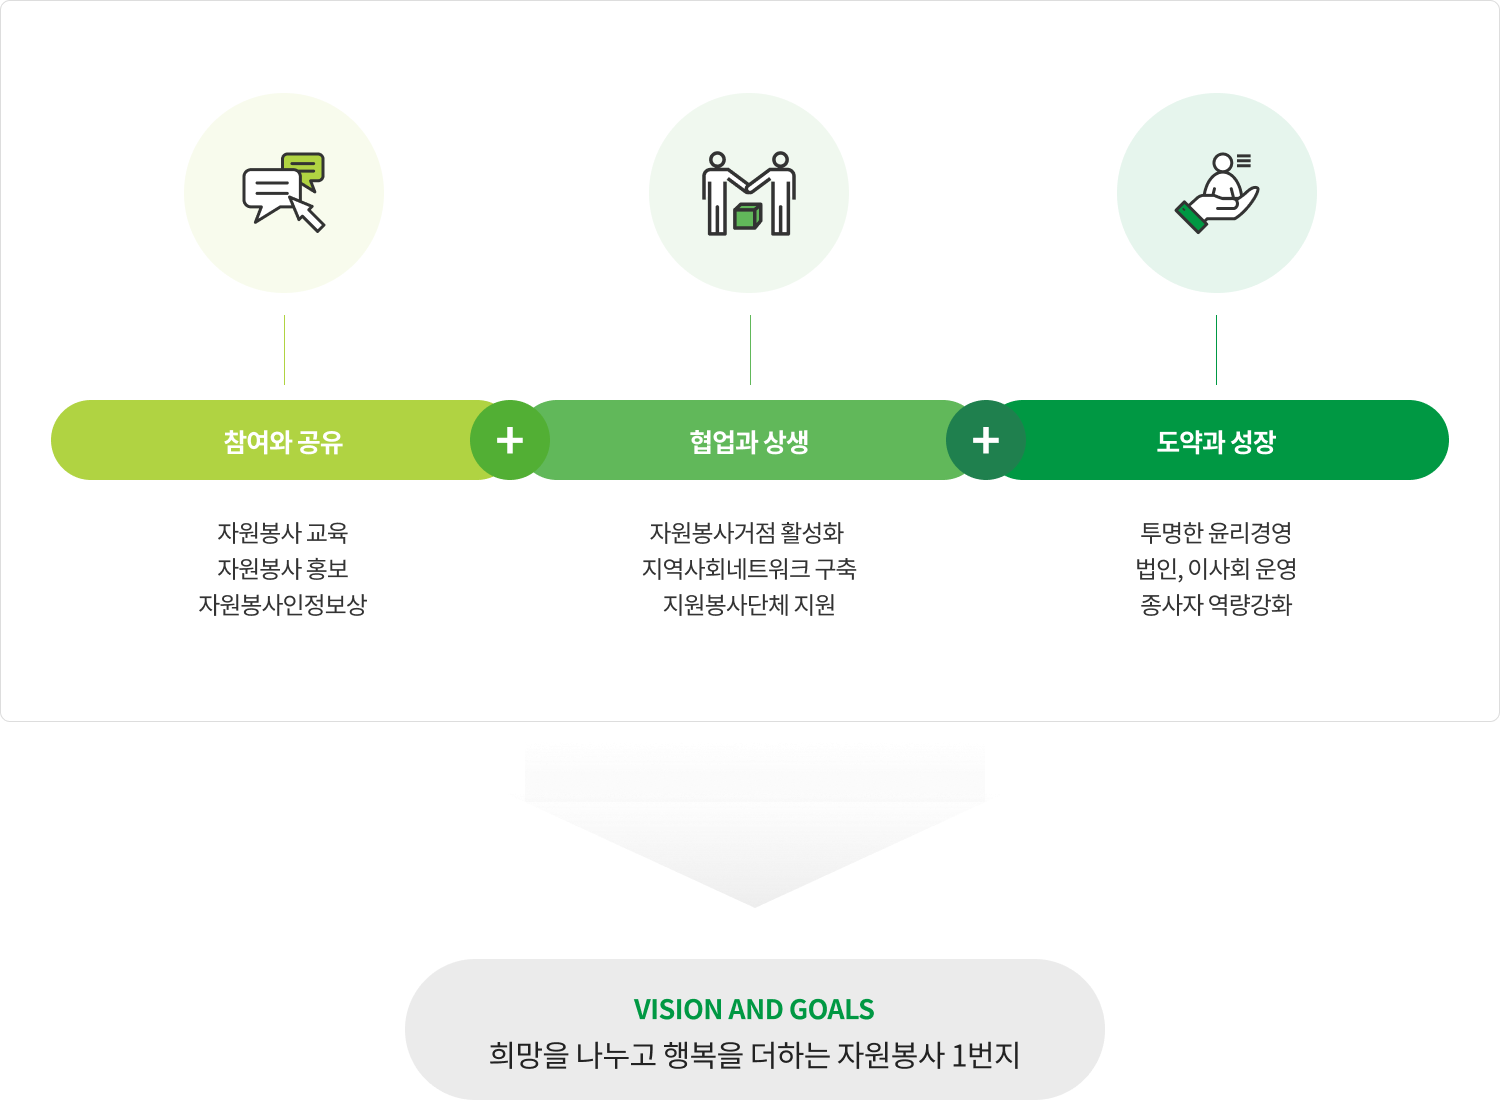 참여와 공유
+
협업과 상생
+
도약과 성장
자원봉사 교육
자원봉사 홍보
자원봉사인정보상
자원봉사거점 활성화
지역사회네트워크 구축
지원봉사단체 지원
투명한 윤리경영
법인, 이사회 운영
종사자 역량강화
VISION AND GOALS
희망을 나누고 행복을 더하는 자원봉사 1번지